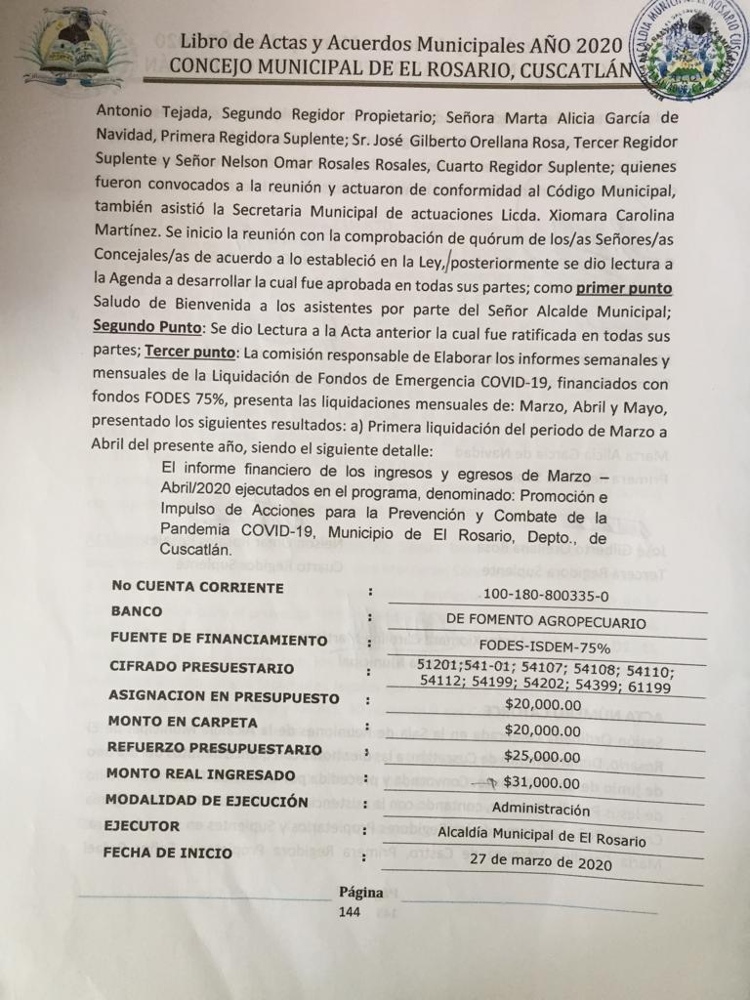 Libro de Actas y Acuerdos Municipales AÑO 2020
CONCEJO MUNICIPAL DE EL ROSARIO, CUSCATLÁN
Antonio Tejada, Segundo Regidor Propietario; Señora Marta Alicia García de
Navidad, Primera Regidora Suplente; Sr. José Gilberto Orellana Rosa, Tercer Regidor
Suplente y Señor Nelson Omar Rosales Rosales, Cuarto Regidor Suplente; quienes
fueron convocados a la reunión y actuaron de conformidad al Código Municipal,
también asistió la Secretaria Municipal de actuaciones Licda. Xiomara Carolina
Martínez. Se inicio la reunión con la comprobación de quórum de los/as Señores/as
Concejales/as de acuerdo a lo estableció en la Ley, posteriormente se dio lectura a
la Agenda a desarrollar la cual fue aprobada en todas sus partes; como primer punto
Saludo de Bienvenida a los asistentes por parte del Señor Alcalde Municipal;
Segundo Punto: Se dio Lectura a la Acta anterior la cual fue ratificada en todas sus
partes; Tercer punto: La comisión responsable de Elaborar los informes semanales y
mensuales de la Liquidación de Fondos de Emergencia COVID-19, financiados con
fondos FODES 75%, presenta las liquidaciones mensuales de: Marzo, Abril y Mayo,
presentado los siguientes resultados: a) Primera liquidación del periodo de Marzo a
Abril del presente año, siendo el siguiente detalle:
El informe financiero de los ingresos y egresos de Marzo –
Abril/2020 ejecutados en el programa, denominado: Promoción e
Impulso de Acciones para la Prevención y Combate de la
Pandemia COVID-19, Municipio de El Rosario, Depto., de
Cuscatlán.
No CUENTA CORRIENTE : 100-180-800335-0
BANCO : DE FOMENTO AGROPECUARIO
FUENTE DE FINANCIAMIENTO : FODES-ISDEM-75%
CIFRADO PRESUESTARIO : 51201;541-01; 54107; 54108; 54110;
54112; 54199; 54202; 54399; 61199
ASIGNACION EN PRESUPUESTO : $20,000.00
MONTO EN CARPETA : $20,000.00
REFUERZO PRESUPUESTARIO : $25,000.00
MONTO REAL INGRESADO : $31,000.00
MODALIDAD DE EJECUCIÓN : Administración
EJECUTOR : Alcaldía Municipal de El Rosario
FECHA DE INICIO : 27 de marzo de 2020
Página
144